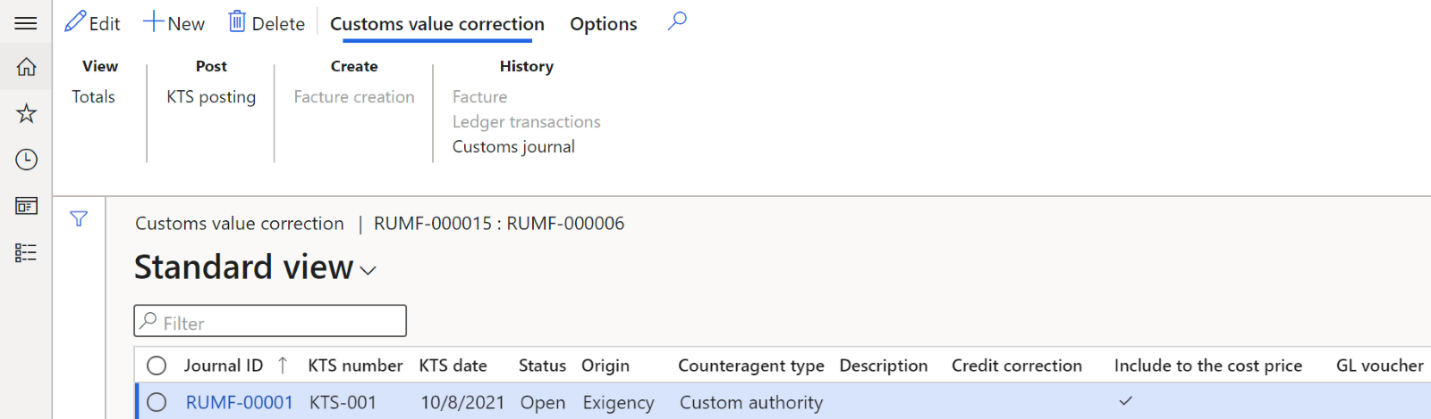 Edit New Delete Customs value correction Options
View Post Create History
Totals KTS posting Facture creation Facture
Ledger transactions
Customs journal
Customs value correction | RUMF-000015 : RUMF-000006
Standard view
Filter
Journal ID ↑ KTS number KTS date Status Origin Counteragent type Description Credit correction Include to the cost price GL voucher
RUMF-00001 KTS-001 10/8/2021 Open Exigency Custom authority